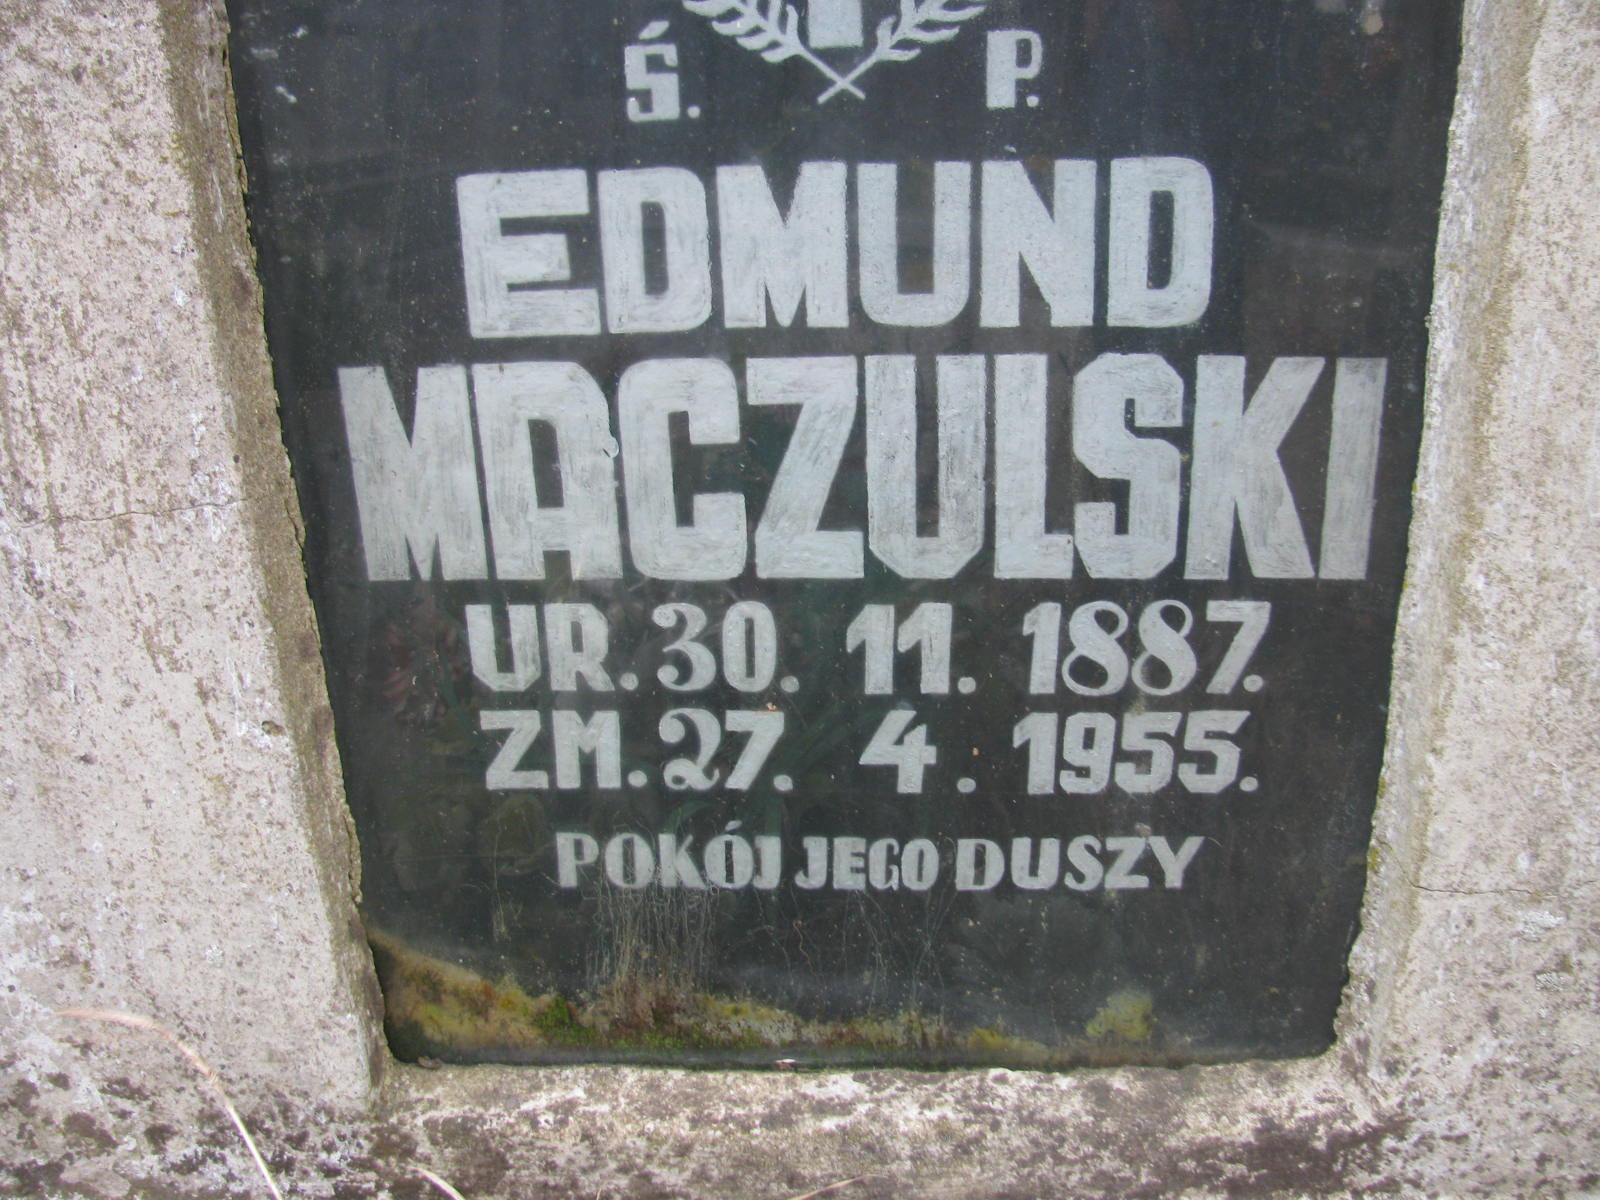 Ś. P.
EDMUND
MACZULSKI
UR. 30. 11. 1887.
ZM. 27. 4. 1955.
POKÓJ JEGO DUSZY